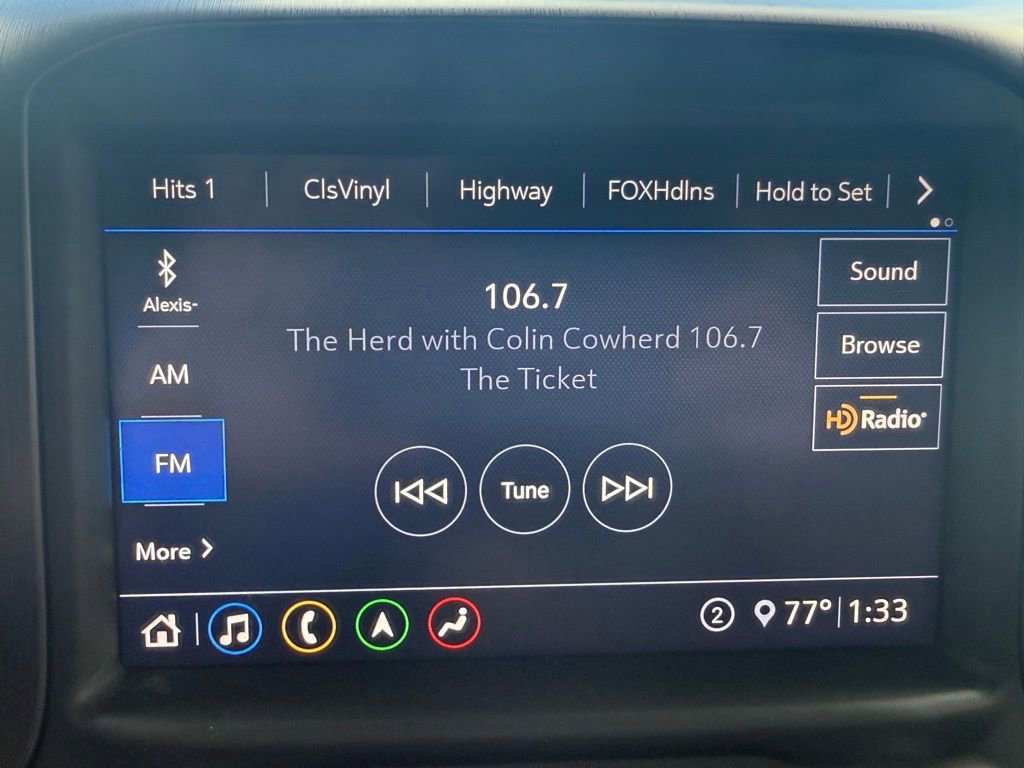 Hits 1 ClsVinyl Highway FOXHdlns Hold to Set
Alexis-
AM
FM
More
106.7
The Herd with Colin Cowherd 106.7
The Ticket
Tune
Sound
Browse
HD Radio
2 77° 1:33